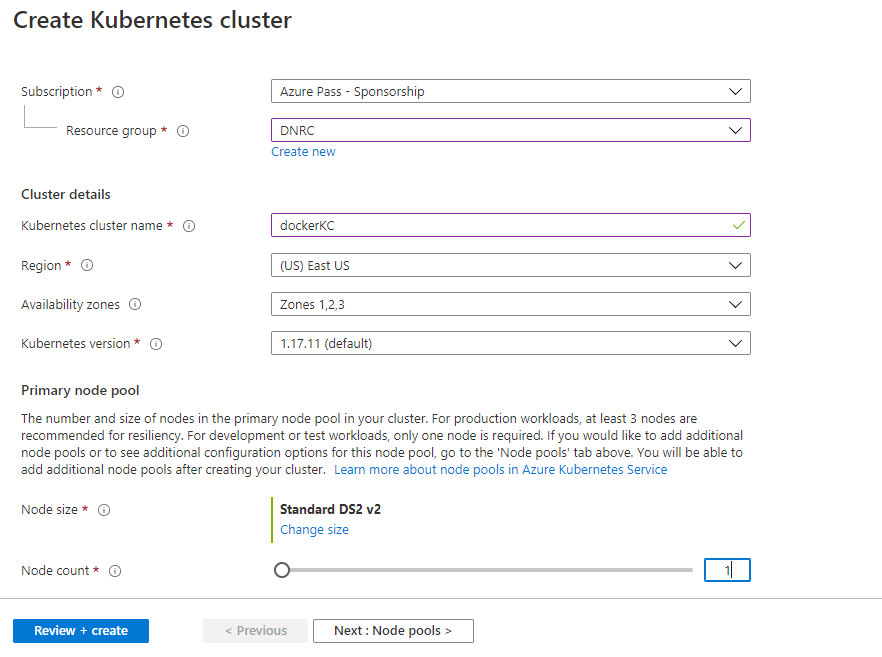 Create Kubernetes cluster
Subscription * Azure Pass - Sponsorship
Resource group * DNRC
Create new
Cluster details
Kubernetes cluster name * dockerKC
Region * (US) East US
Availability zones Zones 1,2,3
Kubernetes version * 1.17.11 (default)
Primary node pool
The number and size of nodes in the primary node pool in your cluster. For production workloads, at least 3 nodes are
recommended for resiliency. For development or test workloads, only one node is required. If you would like to add additional
node pools or to see additional configuration options for this node pool, go to the 'Node pools' tab above. You will be able to
add additional node pools after creating your cluster. Learn more about node pools in Azure Kubernetes Service
Node size * Standard DS2 v2
Change size
Node count * 1
Review + create < Previous Next : Node pools >